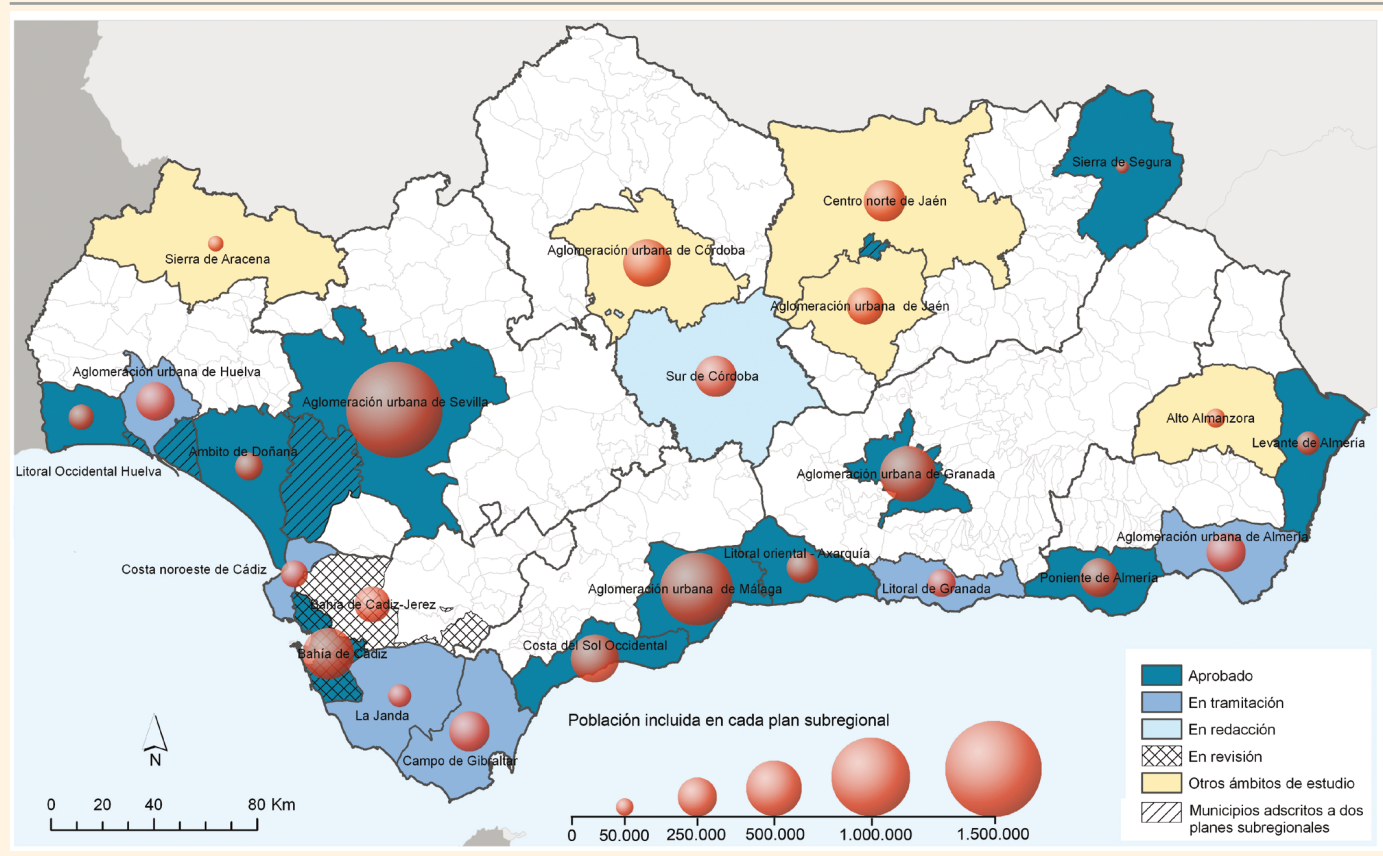 Sierra de Segura
Centro norte de Jaén
Aglomeración urbana de Córdoba
Sierra de Aracena
Aglomeración urbana  de Jaén
Aglomeración urbana de Huelva
Sur de Córdoba
Aglomeración urbana de Sevilla
Alto Almanzora
Levante de Almería
Ámbito de Doñana
Litoral Occidental Huelva
Aglomeración urbana de Granada
Aglomeración urbana de Almería
Litoral oriental - Axarquía
Costa noroeste de Cádiz
Poniente de Almería
Aglomeración urbana  de Málaga
Litoral de Granada
Bahía de Cadiz-Jerez
Costa del Sol Occidental
Bahía de Cádiz
La Janda
Campo de Gibraltar
N
0 20 40 80 Km
Población incluida en cada plan subregional
0 50.000 250.000 500.000 1.000.000 1.500.000
Aprobado
En tramitación
En redacción
En revisión
Otros ámbitos de estudio
Municipios adscritos a dos
planes subregionales